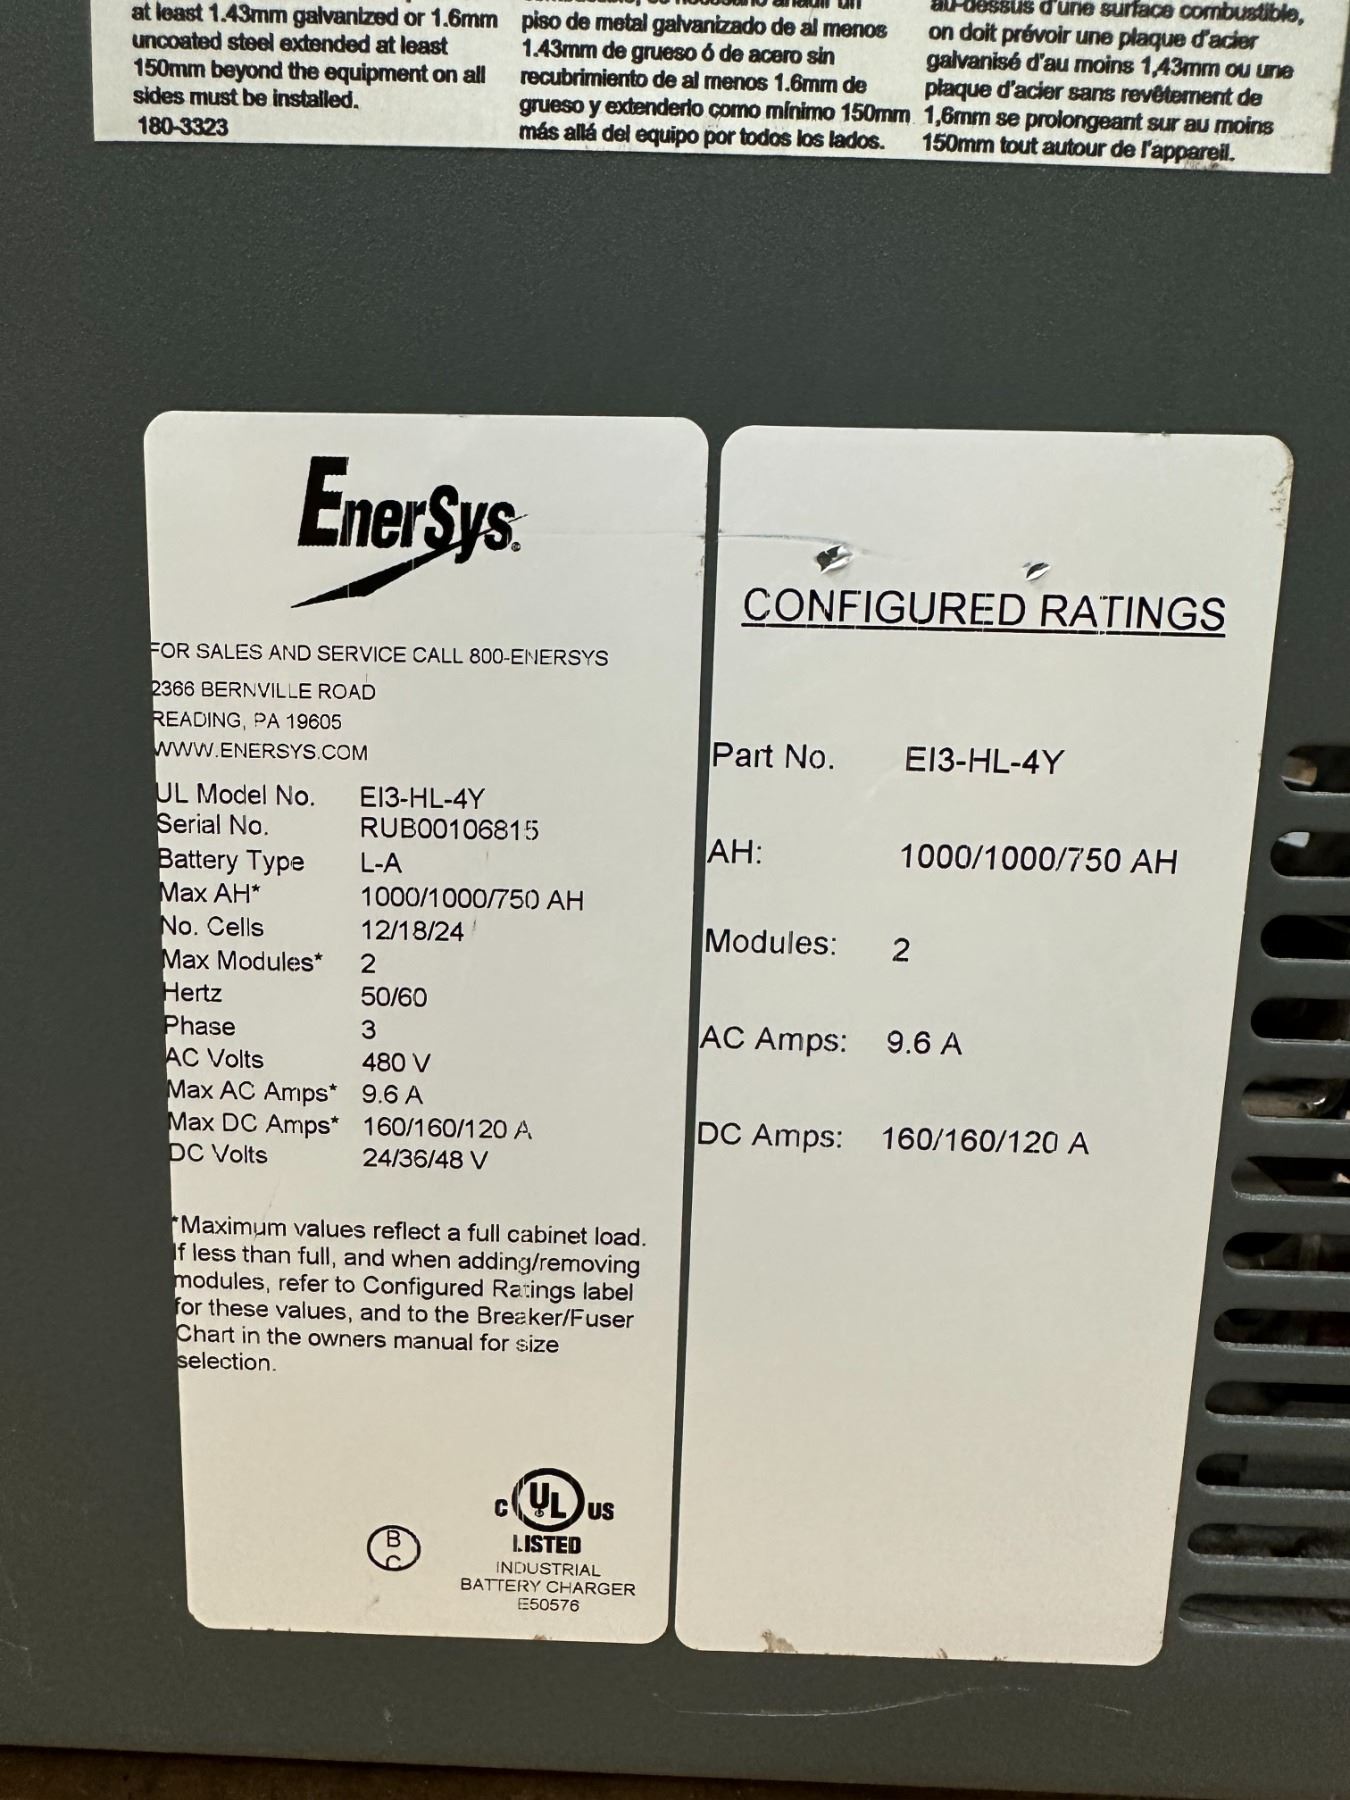 at least 1.43mm galvanized or 1.6mm
uncoated steel extended at least
150mm beyond the equipment on all
sides must be installed.
180-3323
piso de metal galvanizado de al menos
1.43mm de grueso ó de acero sin
recubrimiento de al menos 1.6mm de
grueso y extenderlo como mínimo 150mm
más allá del equipo por todos los lados.
au-dessus d'une surface combustible,
on doit prévoir une plaque d'acier
galvanisé d'au moins 1,43mm ou une
plaque d'acier sans revêtement de
1,6mm se prolongeant sur au moins
150mm tout autour de l'appareil.
EnerSys
FOR SALES AND SERVICE CALL 800-ENERSYS
2366 BERNVILLE ROAD
READING, PA 19605
WWW.ENERSYS.COM
UL Model No. EI3-HL-4Y
Serial No. RUB00106815
Battery Type L-A
Max AH* 1000/1000/750 AH
No. Cells 12/18/24
Max Modules* 2
Hertz 50/60
Phase 3
AC Volts 480 V
Max AC Amps* 9.6 A
Max DC Amps* 160/160/120 A
DC Volts 24/36/48 V
*Maximum values reflect a full cabinet load.
If less than full, and when adding/removing
modules, refer to Configured Ratings label
for these values, and to the Breaker/Fuser
Chart in the owners manual for size
selection.
BC
C UL US
LISTED
INDUSTRIAL
BATTERY CHARGER
E50576
CONFIGURED RATINGS
Part No. EI3-HL-4Y
AH: 1000/1000/750 AH
Modules: 2
AC Amps: 9.6 A
DC Amps: 160/160/120 A